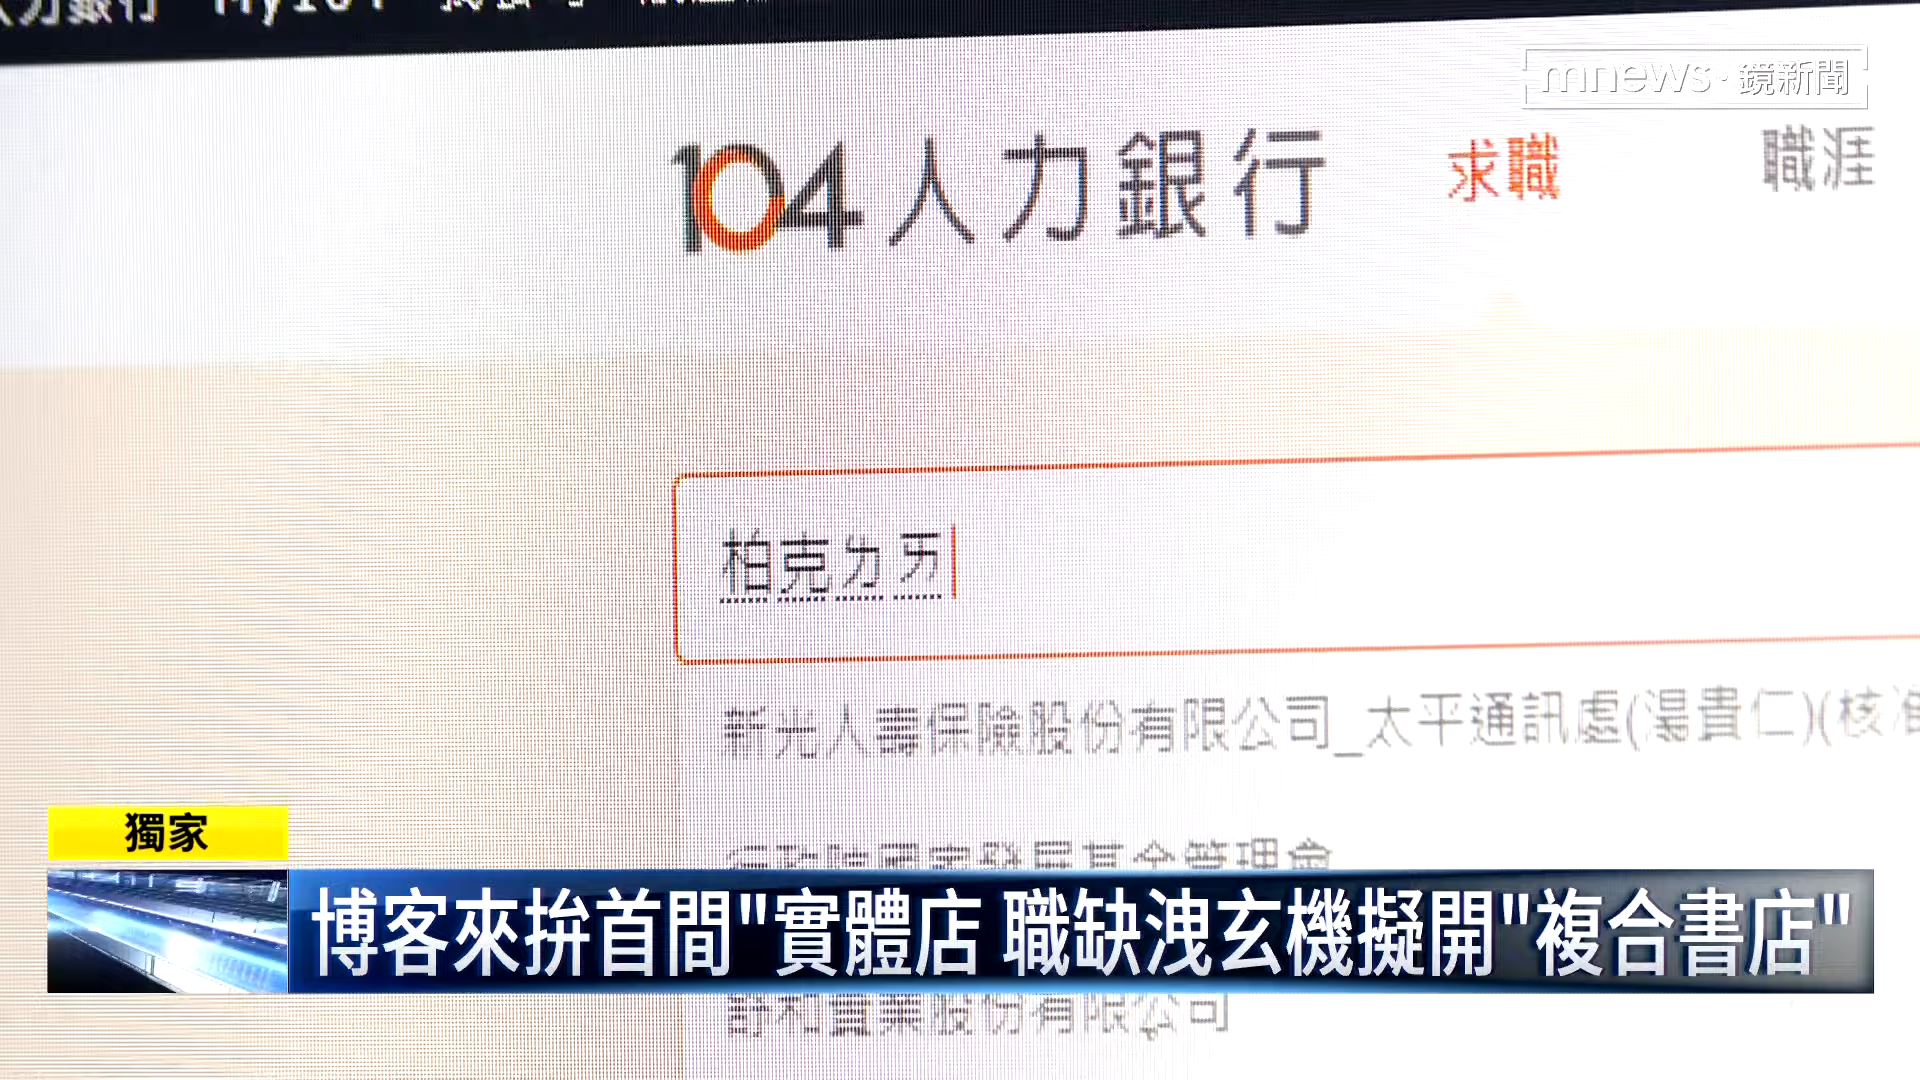 mnews·鏡新聞
104人力銀行 求職 職涯
柏克ㄌㄞ
新光人壽保險股份有限公司_太平通訊處(湯貴仁)(核准
獨家
博客來拚首間"實體店 職缺洩玄機擬開"複合書店"